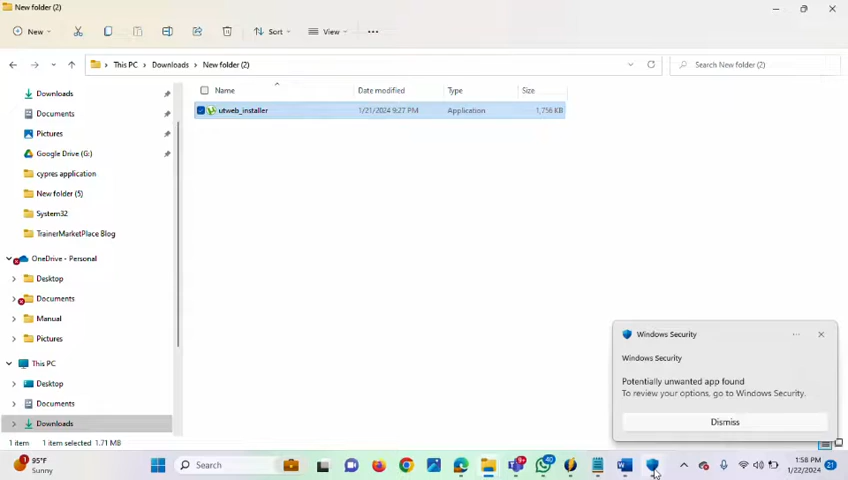 New folder (2)
New
Sort
View
This PC
Downloads
New folder (2)
Search New folder (2)
Name
Date modified
Type
Size
utweb_installer
1/21/2024 9:27 PM
Application
1,756 KB
Downloads
Documents
Pictures
Google Drive (G:)
cypres application
New folder (5)
System32
TrainerMarketPlace Blog
OneDrive - Personal
Desktop
Documents
Manual
Pictures
This PC
Desktop
Documents
Downloads
1 item
1 item selected 1.71 MB
Windows Security
Windows Security
Potentially unwanted app found
To review your options, go to Windows Security.
Dismiss
1
95°F
Sunny
Search
9+
40
1:58 PM
1/22/2024
21